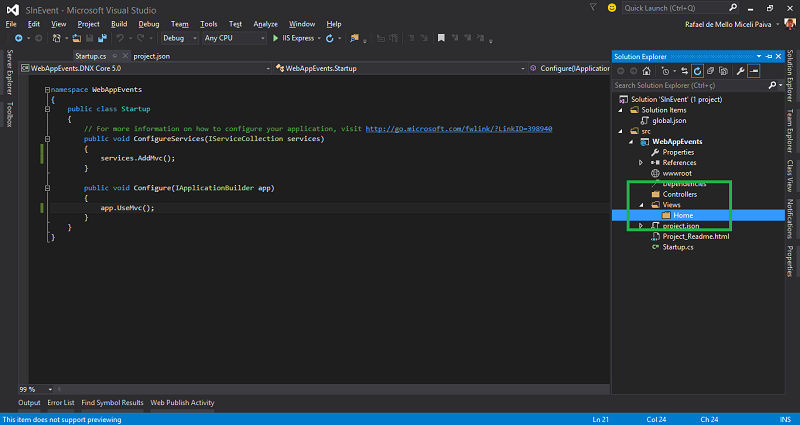 SInEvent - Microsoft Visual Studio
Quick Launch (Ctrl+Q)
File Edit View Project Build Debug Team Tools Test Analyze Window Help
Rafael de Mello Miceli Paiva
Debug Any CPU IIS Express
Server Explorer
Toolbox
Startup.cs project.json
WebAppEvents.DNX Core 5.0 WebAppEvents.Startup Configure(IApplication
namespace WebAppEvents
{
public class Startup
{
// For more information on how to configure your application, visit http://go.microsoft.com/fwlink/?LinkID=398940
public void ConfigureServices(IServiceCollection services)
{
services.AddMvc();
}
public void Configure(IApplicationBuilder app)
{
app.UseMvc();
}
}
}
99 %
Solution Explorer
Search Solution Explorer (Ctrl+ç)
Solution 'SInEvent' (1 project)
Solution Items
global.json
src
WebAppEvents
Properties
References
wwwroot
Dependencies
Controllers
Views
Home
project.json
Project_Readme.html
Startup.cs
Solution Explorer
Team Explorer
Class View
Notifications
Properties
Output Error List Find Symbol Results Web Publish Activity
This item does not support previewing Ln 21 Col 24 Ch 24 INS